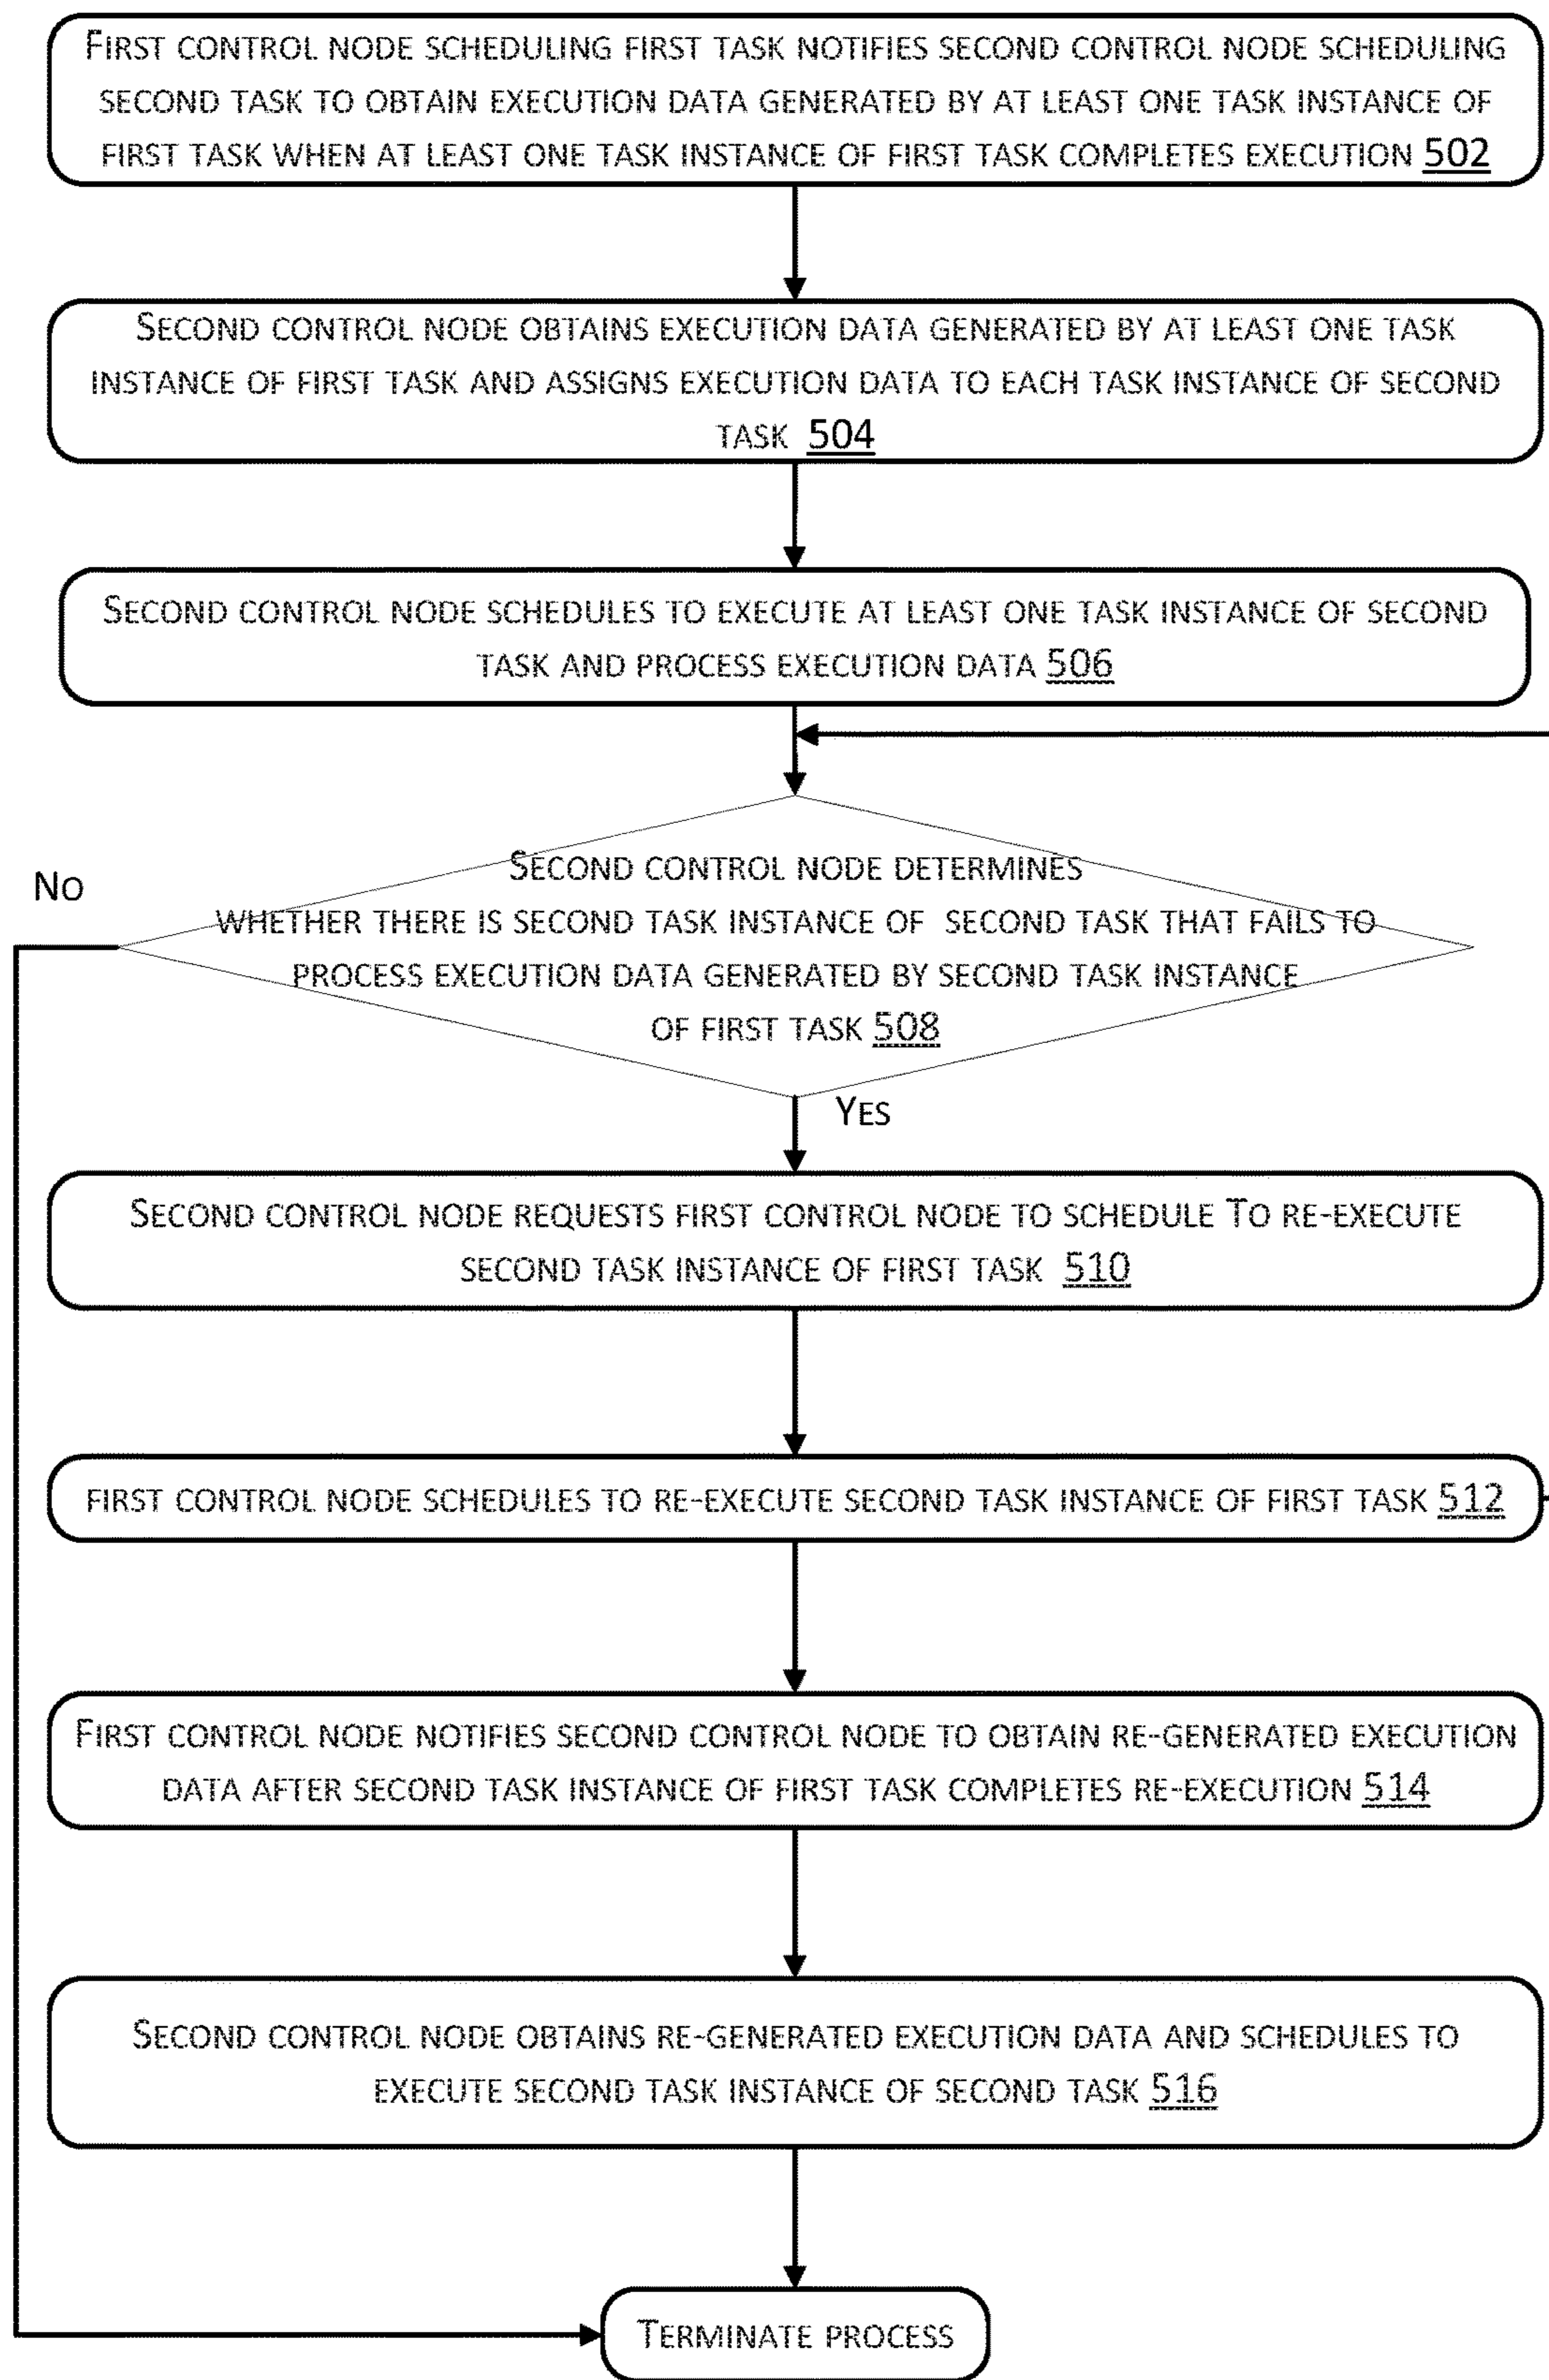 FIRST CONTROL NODE SCHEDULING FIRST TASK NOTIFIES SECOND CONTROL NODE SCHEDULING
SECOND TASK TO OBTAIN EXECUTION DATA GENERATED BY AT LEAST ONE TASK INSTANCE OF
FIRST TASK WHEN AT LEAST ONE TASK INSTANCE OF FIRST TASK COMPLETES EXECUTION 502
SECOND CONTROL NODE OBTAINS EXECUTION DATA GENERATED BY AT LEAST ONE TASK
INSTANCE OF FIRST TASK AND ASSIGNS EXECUTION DATA TO EACH TASK INSTANCE OF SECOND
TASK 504
SECOND CONTROL NODE SCHEDULES TO EXECUTE AT LEAST ONE TASK INSTANCE OF SECOND
TASK AND PROCESS EXECUTION DATA 506
SECOND CONTROL NODE DETERMINES
NO
WHETHER THERE IS SECOND TASK INSTANCE OF SECOND TASK THAT FAILS TO
PROCESS EXECUTION DATA GENERATED BY SECOND TASK INSTANCE
OF FIRST TASK 508
YES
SECOND CONTROL NODE REQUESTS FIRST CONTROL NODE TO SCHEDULE TO RE-EXECUTE
SECOND TASK INSTANCE OF FIRST TASK 510
FIRST CONTROL NODE SCHEDULES TO RE-EXECUTE SECOND TASK INSTANCE OF FIRST TASK 512
FIRST CONTROL NODE NOTIFIES SECOND CONTROL NODE TO OBTAIN RE-GENERATED EXECUTION
DATA AFTER SECOND TASK INSTANCE OF FIRST TASK COMPLETES RE-EXECUTION 514
SECOND CONTROL NODE OBTAINS RE-GENERATED EXECUTION DATA AND SCHEDULES TO
EXECUTE SECOND TASK INSTANCE OF SECOND TASK 516
TERMINATE PROCESS